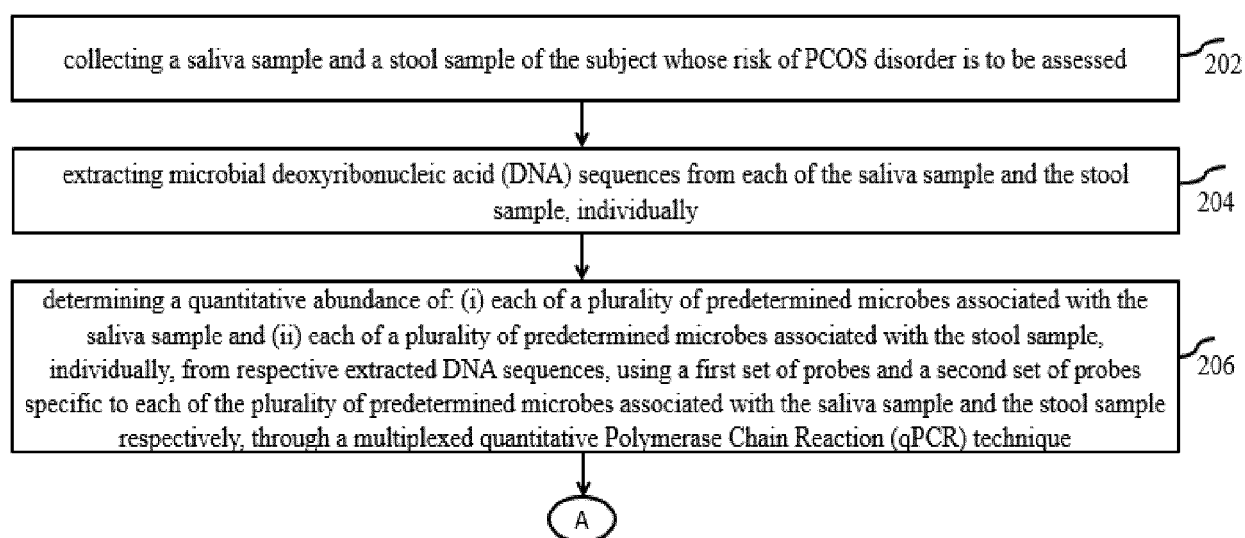 collecting a saliva sample and a stool sample of the subject whose risk of PCOS disorder is to be assessed
202
extracting microbial deoxyribonucleic acid (DNA) sequences from each of the saliva sample and the stool
sample, individually
204
determining a quantitative abundance of: (i) each of a plurality of predetermined microbes associated with the
saliva sample and (ii) each of a plurality of predetermined microbes associated with the stool sample,
individually, from respective extracted DNA sequences, using a first set of probes and a second set of probes
specific to each of the plurality of predetermined microbes associated with the saliva sample and the stool sample
respectively, through a multiplexed quantitative Polymerase Chain Reaction (qPCR) technique
206
A